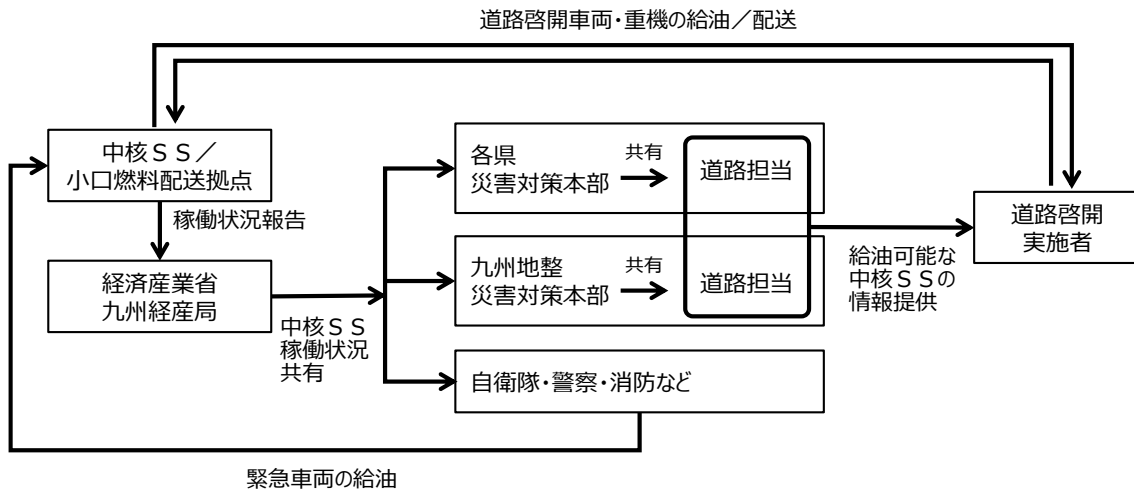 道路啓開車両・重機の給油／配送
中核ＳＳ／
小口燃料配送拠点
稼働状況報告
経済産業省
九州経産局
中核ＳＳ
稼働状況
共有
各県
災害対策本部
共有
道路担当
九州地整
災害対策本部
共有
道路担当
自衛隊・警察・消防など
給油可能な
中核ＳＳの
情報提供
道路啓開
実施者
緊急車両の給油